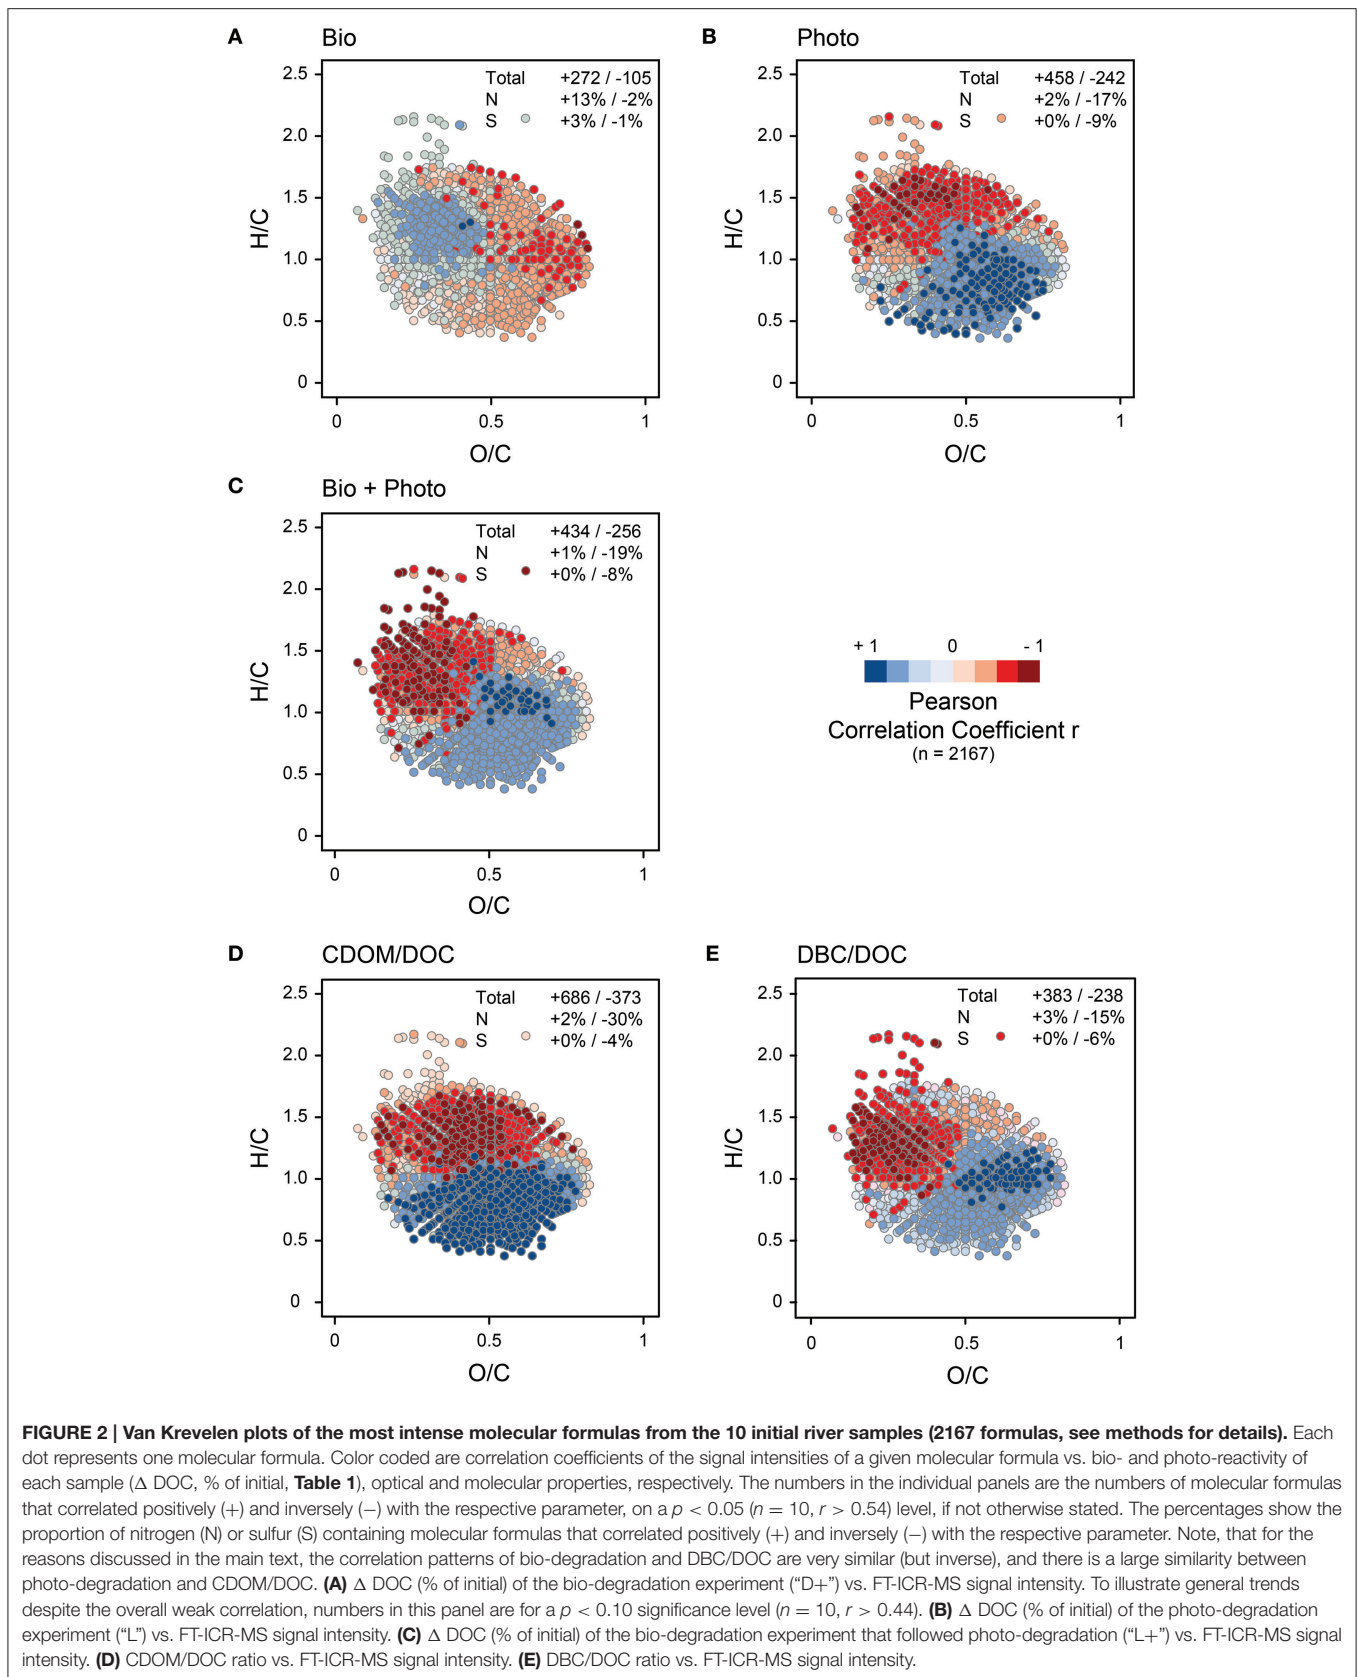 A Bio
2.5
2.0
1.5
1.0
0.5
0
H/C
Total +272 / -105
N +13% / -2%
S +3% / -1%
0 0.5 1
O/C
B Photo
2.5
2.0
1.5
1.0
0.5
0
H/C
Total +458 / -242
N +2% / -17%
S +0% / -9%
0 0.5 1
O/C
C Bio + Photo
2.5
2.0
1.5
1.0
0.5
0
H/C
Total +434 / -256
N +1% / -19%
S +0% / -8%
0 0.5 1
O/C
+ 1 0 - 1
Pearson
Correlation Coefficient r
(n = 2167)
D CDOM/DOC
2.5
2.0
1.5
1.0
0.5
0
H/C
Total +686 / -373
N +2% / -30%
S +0% / -4%
0 0.5 1
O/C
E DBC/DOC
2.5
2.0
1.5
1.0
0.5
0
H/C
Total +383 / -238
N +3% / -15%
S +0% / -6%
0 0.5 1
O/C
FIGURE 2 | Van Krevelen plots of the most intense molecular formulas from the 10 initial river samples (2167 formulas, see methods for details). Each
dot represents one molecular formula. Color coded are correlation coefficients of the signal intensities of a given molecular formula vs. bio- and photo-reactivity of
each sample (Δ DOC, % of initial, Table 1), optical and molecular properties, respectively. The numbers in the individual panels are the numbers of molecular formulas
that correlated positively (+) and inversely (−) with the respective parameter, on a p < 0.05 (n = 10, r > 0.54) level, if not otherwise stated. The percentages show the
proportion of nitrogen (N) or sulfur (S) containing molecular formulas that correlated positively (+) and inversely (−) with the respective parameter. Note, that for the
reasons discussed in the main text, the correlation patterns of bio-degradation and DBC/DOC are very similar (but inverse), and there is a large similarity between
photo-degradation and CDOM/DOC. (A) Δ DOC (% of initial) of the bio-degradation experiment (“D+”) vs. FT-ICR-MS signal intensity. To illustrate general trends
despite the overall weak correlation, numbers in this panel are for a p < 0.10 significance level (n = 10, r > 0.44). (B) Δ DOC (% of initial) of the photo-degradation
experiment (“L”) vs. FT-ICR-MS signal intensity. (C) Δ DOC (% of initial) of the bio-degradation experiment that followed photo-degradation (“L+”) vs. FT-ICR-MS signal
intensity. (D) CDOM/DOC ratio vs. FT-ICR-MS signal intensity. (E) DBC/DOC ratio vs. FT-ICR-MS signal intensity.